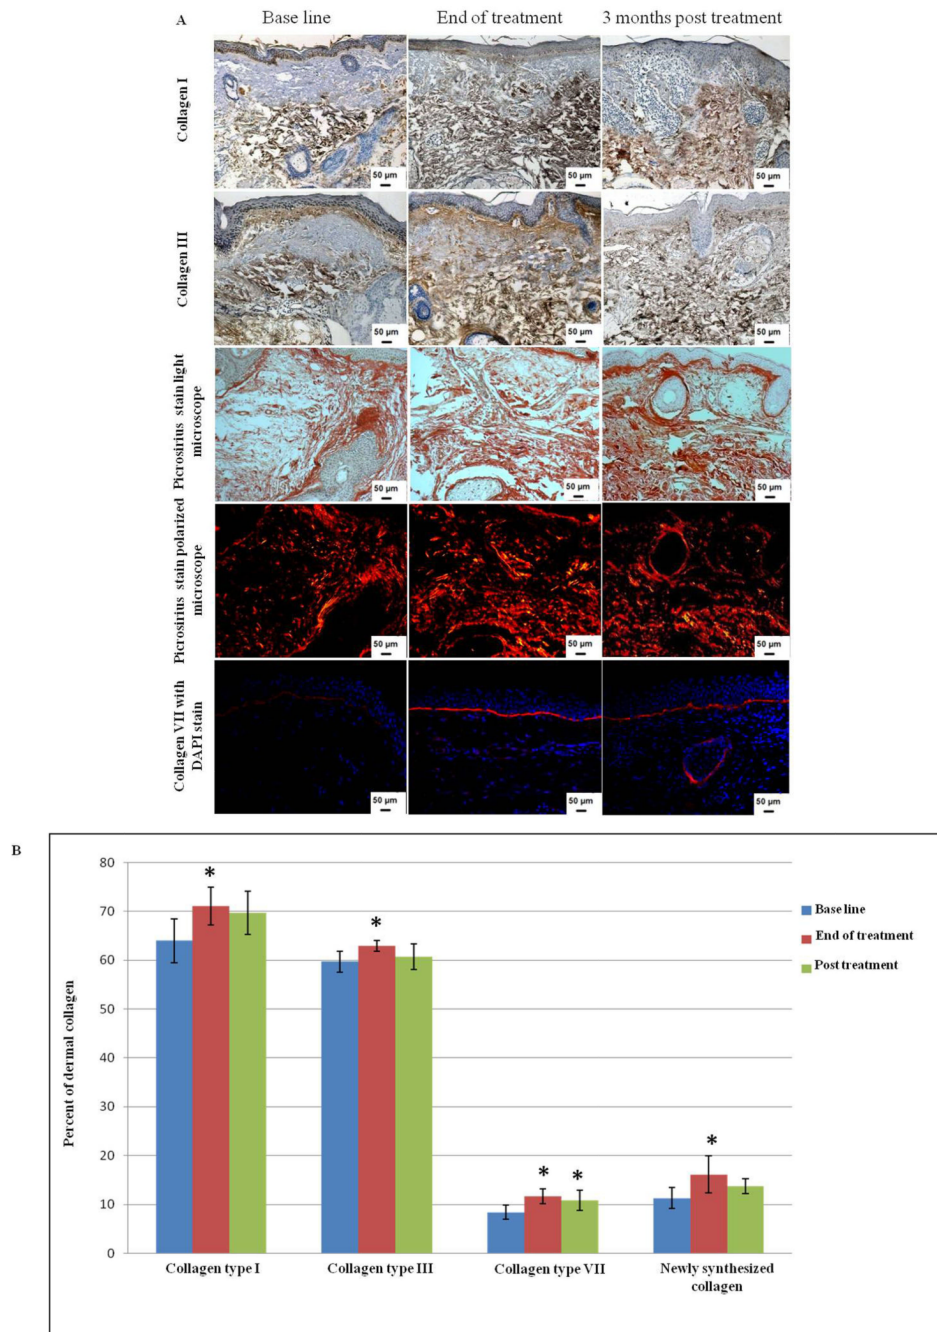 A
Base line
End of treatment
3 months post treatment
Collagen I
50 µm
50 µm
50 µm
Collagen III
50 µm
50 µm
50 µm
Picrosirius stain light
microscope
50 µm
50 µm
50 µm
Picrosirius stain polarized
microscope
50 µm
50 µm
50 µm
Collagen VII with
DAPI stain
50 µm
50 µm
50 µm
B
Percent of dermal collagen
80
70
60
50
40
30
20
10
0
*
*
*
*
*
Collagen type I
Collagen type III
Collagen type VII
Newly synthesized
collagen
Base line
End of treatment
Post treatment